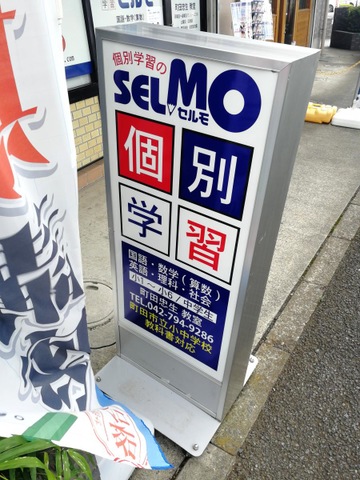 個別学習の
SELMO
セルモ
個別
学習
国語・数学(算数)
英語・理科・社会
小1〜小6/中学生
町田忠生 教室
TEL.042-794-9286
町田市立小中学校
教科書対応